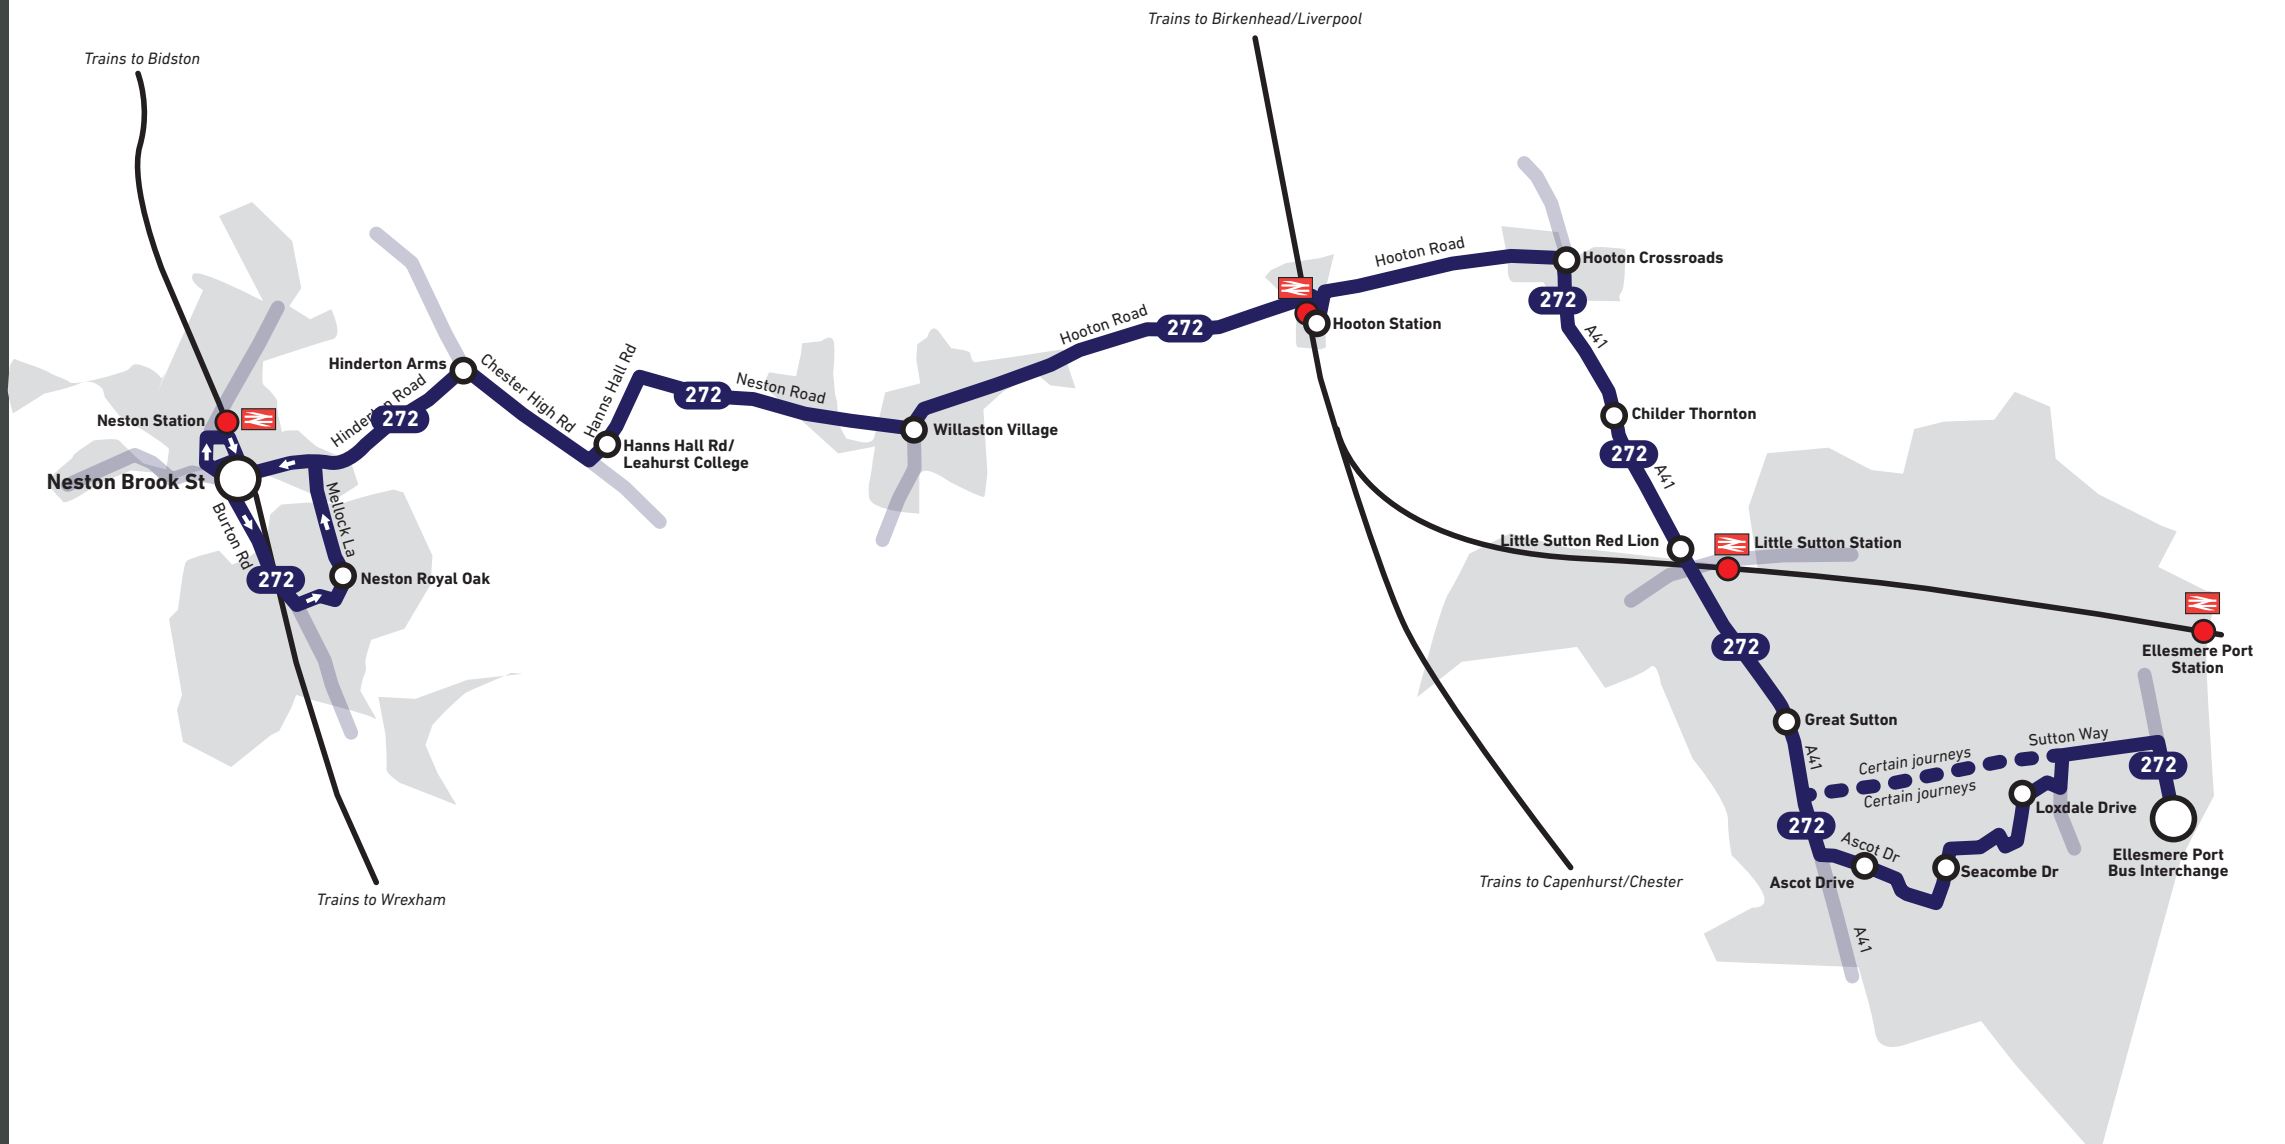 Trains to Birkenhead/Liverpool
Trains to Bidston
Hooton Road
Hooton Crossroads
272
Hooton Road
272
Hooton Station
A41
Hinderton Arms
Chester High Rd
Hanns Hall Rd
272
Neston Road
Hinderton Road
272
Neston Station
Willaston Village
Childer Thornton
Hanns Hall Rd/
Leahurst College
272
A41
Neston Brook St
Mellock La
Burton Rd
272
Neston Royal Oak
Little Sutton Red Lion
Little Sutton Station
272
Ellesmere Port
Station
Great Sutton
A41
Sutton Way
Certain journeys
Certain journeys
272
Loxdale Drive
272
Ascot Dr
Ascot Drive
Seacombe Dr
Ellesmere Port
Bus Interchange
Trains to Capenhurst/Chester
Trains to Wrexham
A41